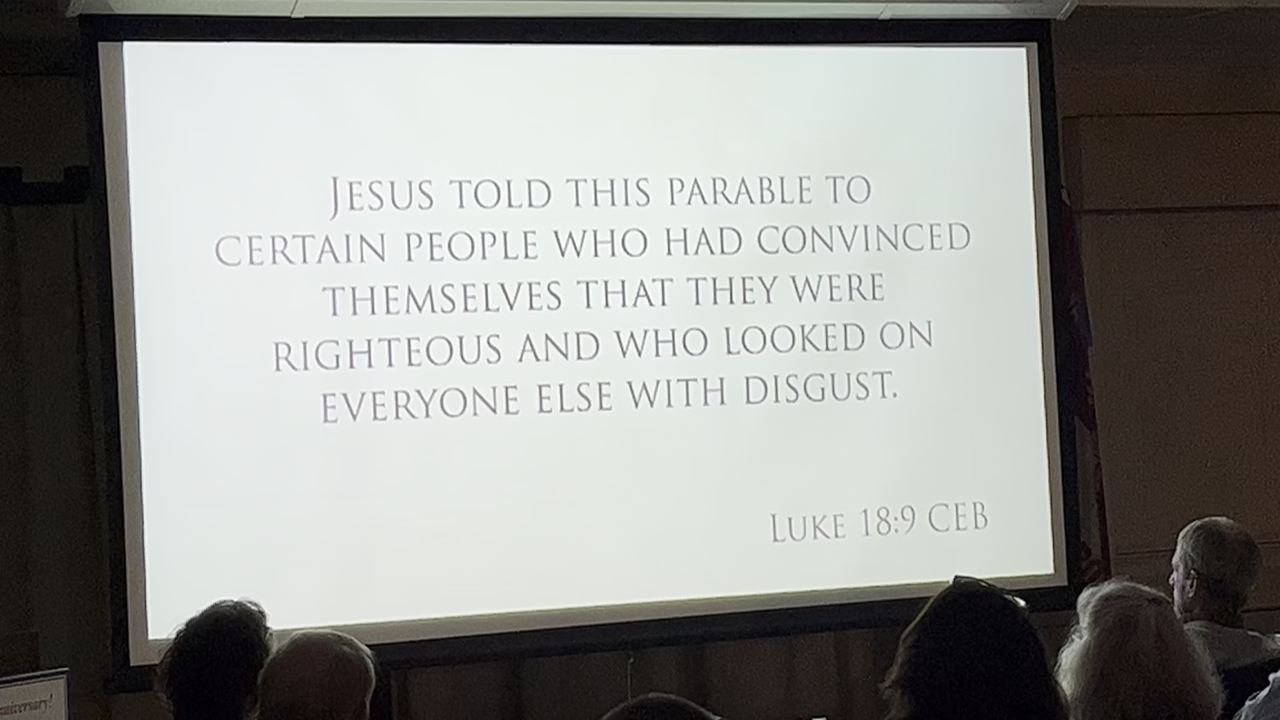 Jesus told this parable to
certain people who had convinced
themselves that they were
righteous and who looked on
everyone else with disgust.
Luke 18:9 CEB